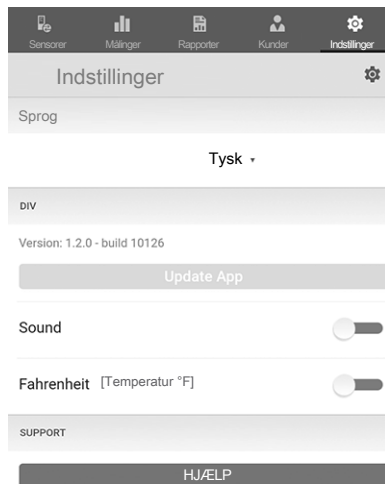 Sensorer Målinger Rapporter Kunder Indstillinger
Indstillinger
Sprog
Tysk
DIV
Version: 1.2.0 - build 10126
Update App
Sound
Fahrenheit [Temperatur °F]
SUPPORT
HJÆLP